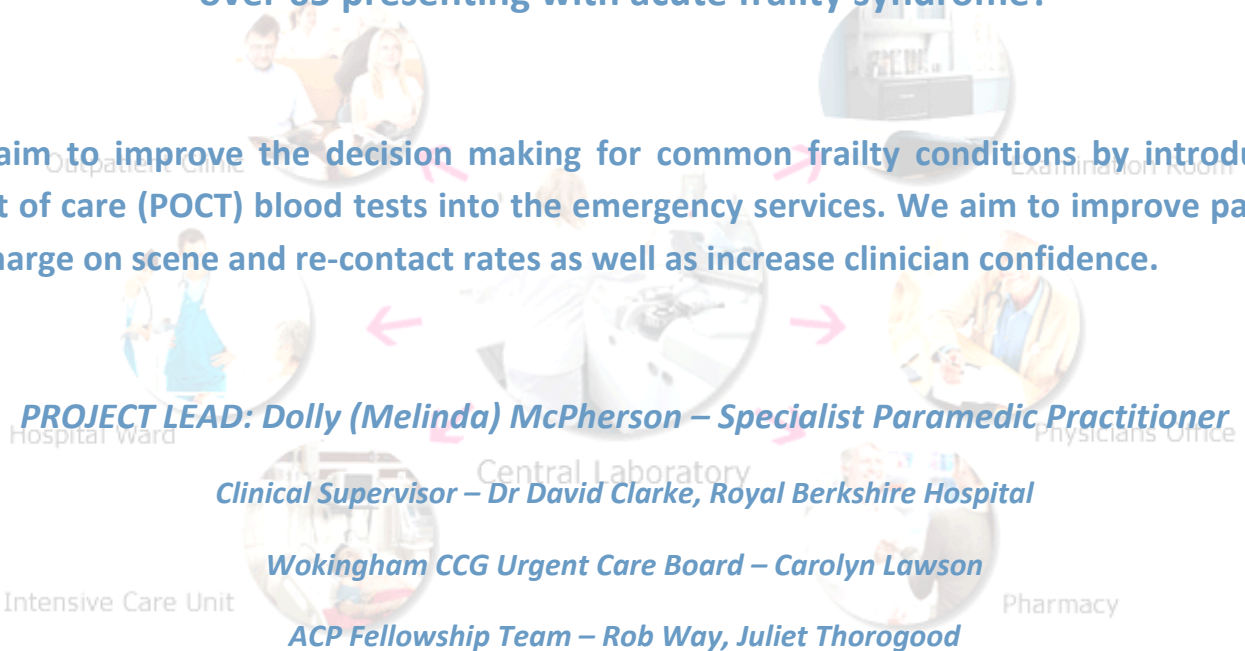 over 65 presenting with acute frailty syndrome?
aim to improve the decision making for common frailty conditions by introdu
t of care (POCT) blood tests into the emergency services. We aim to improve pa
harge on scene and re-contact rates as well as increase clinician confidence.
Outpatient Clinic
Examination Room
PROJECT LEAD: Dolly (Melinda) McPherson – Specialist Paramedic Practitioner
Hospital Ward
Physicians Office
Central Laboratory
Clinical Supervisor – Dr David Clarke, Royal Berkshire Hospital
Wokingham CCG Urgent Care Board – Carolyn Lawson
Intensive Care Unit
Pharmacy
ACP Fellowship Team – Rob Way, Juliet Thorogood